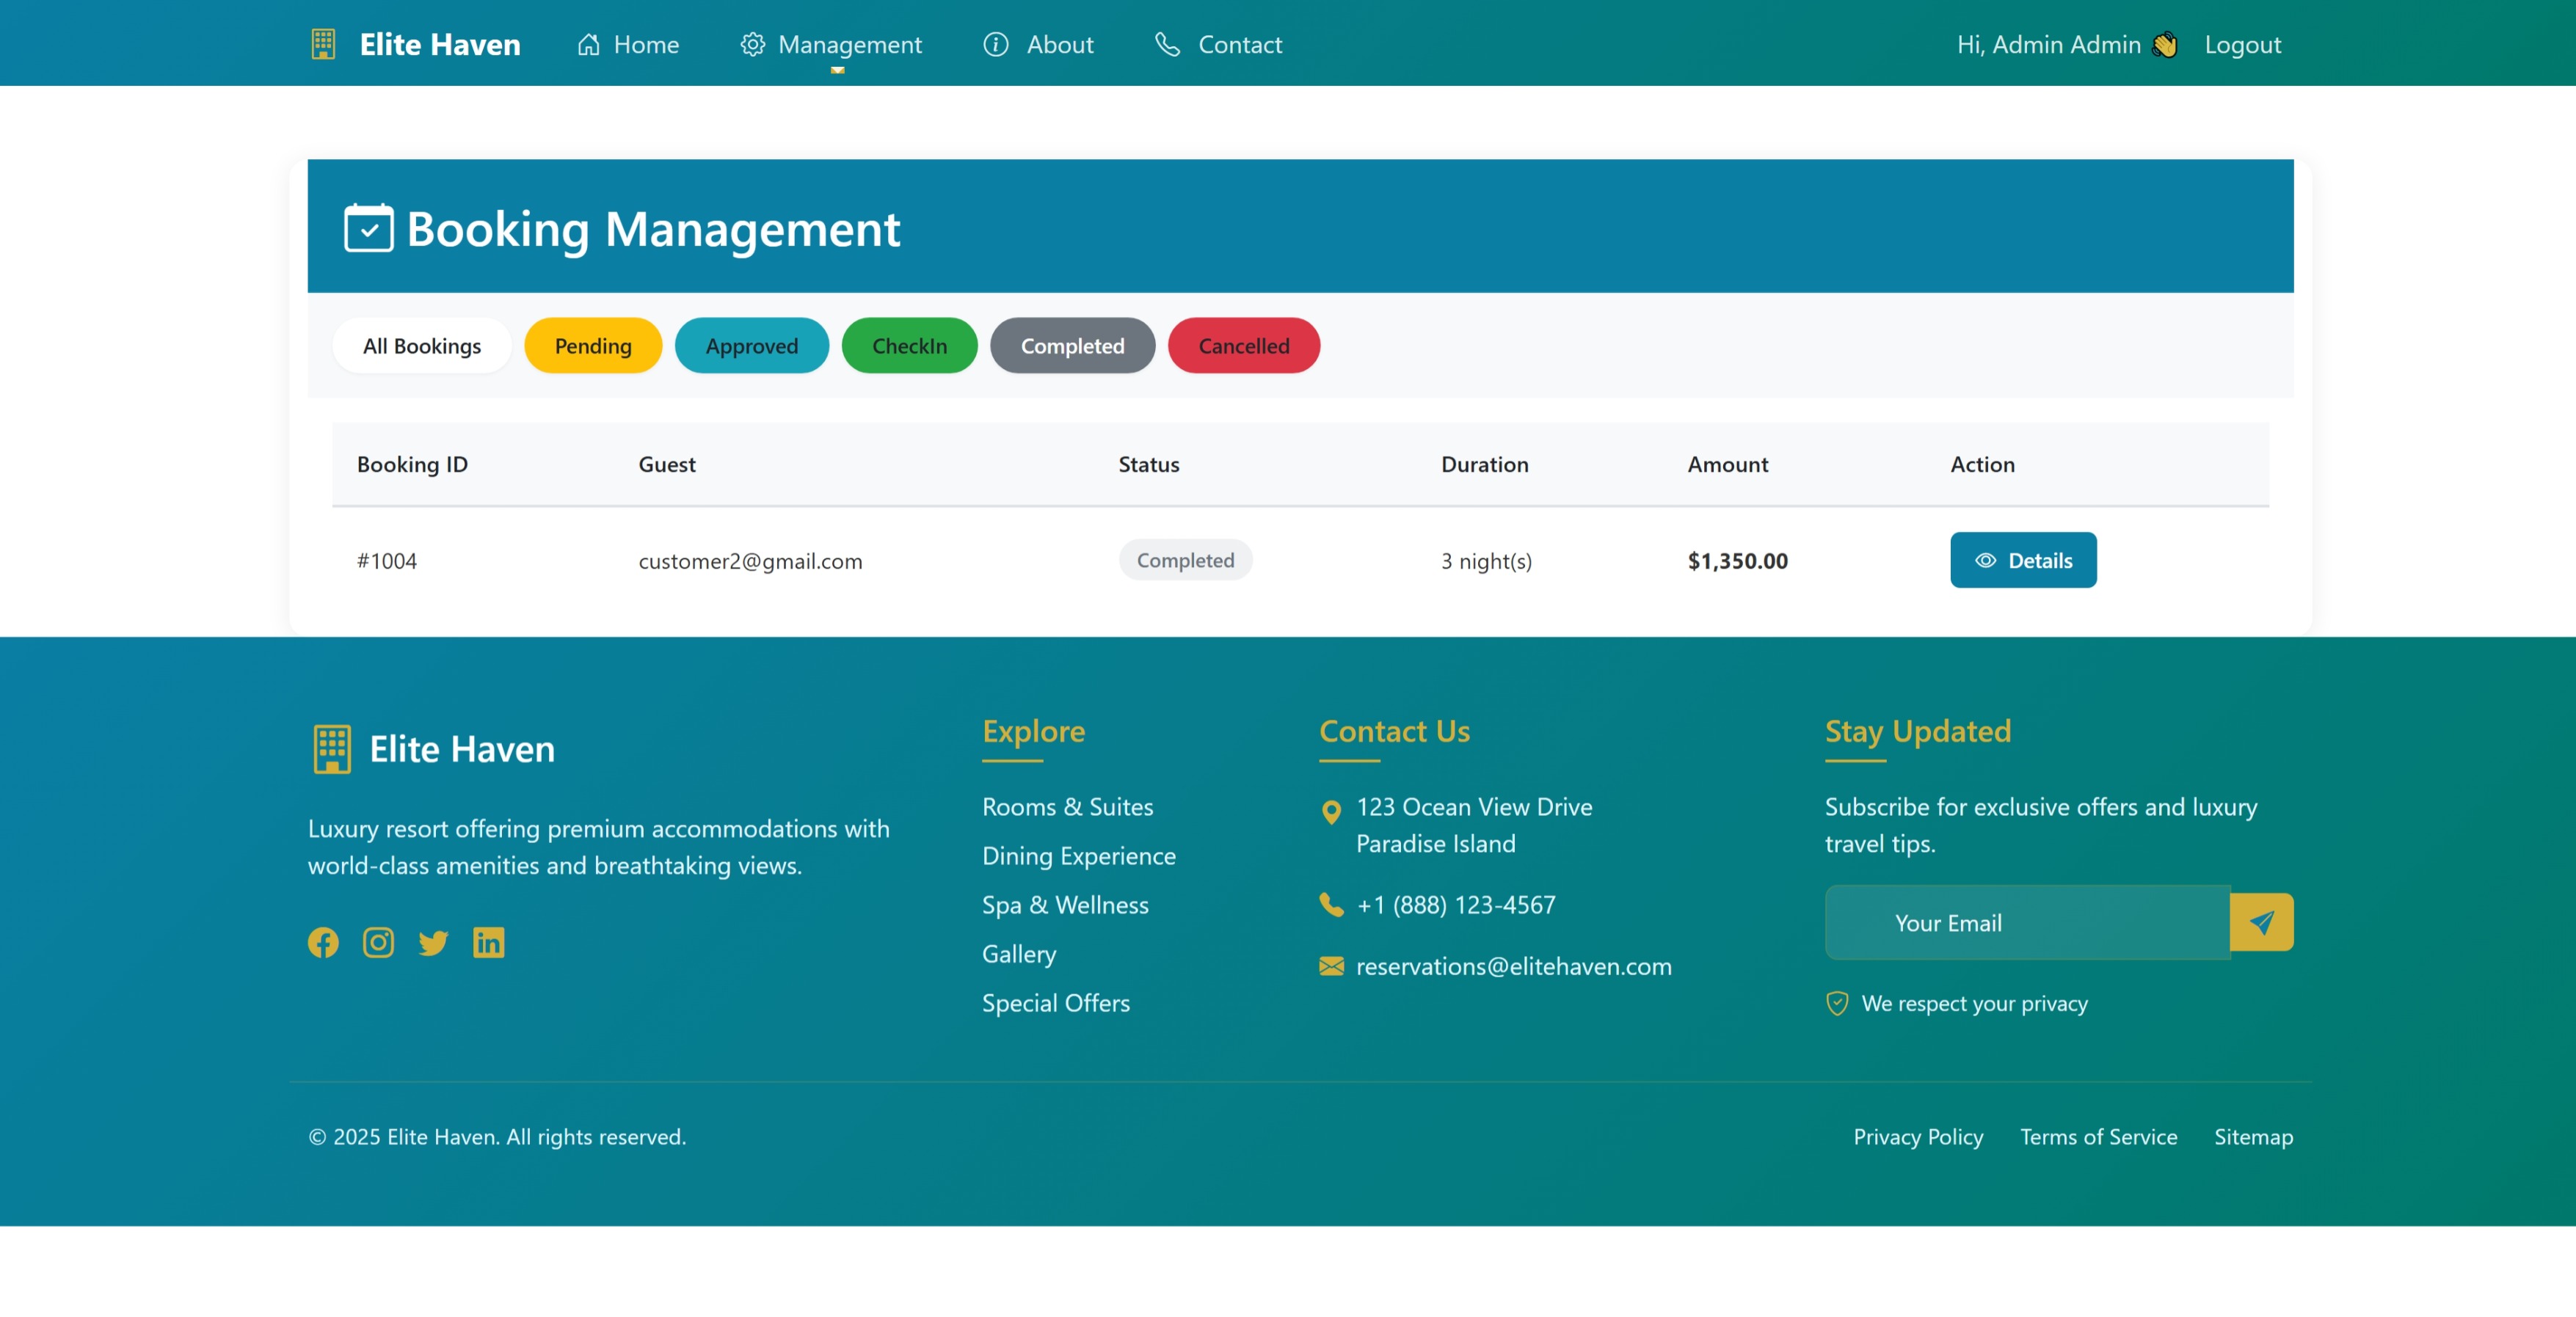 Elite Haven
Home
Management
About
Contact
Hi, Admin Admin 👋
Logout
Booking Management
All Bookings
Pending
Approved
CheckIn
Completed
Cancelled
Booking ID
Guest
Status
Duration
Amount
Action
#1004
customer2@gmail.com
Completed
3 night(s)
$1,350.00
Details
Elite Haven
Luxury resort offering premium accommodations with
world-class amenities and breathtaking views.
Explore
Rooms & Suites
Dining Experience
Spa & Wellness
Gallery
Special Offers
Contact Us
123 Ocean View Drive
Paradise Island
+1 (888) 123-4567
reservations@elitehaven.com
Stay Updated
Subscribe for exclusive offers and luxury
travel tips.
Your Email
We respect your privacy
© 2025 Elite Haven. All rights reserved.
Privacy Policy
Terms of Service
Sitemap